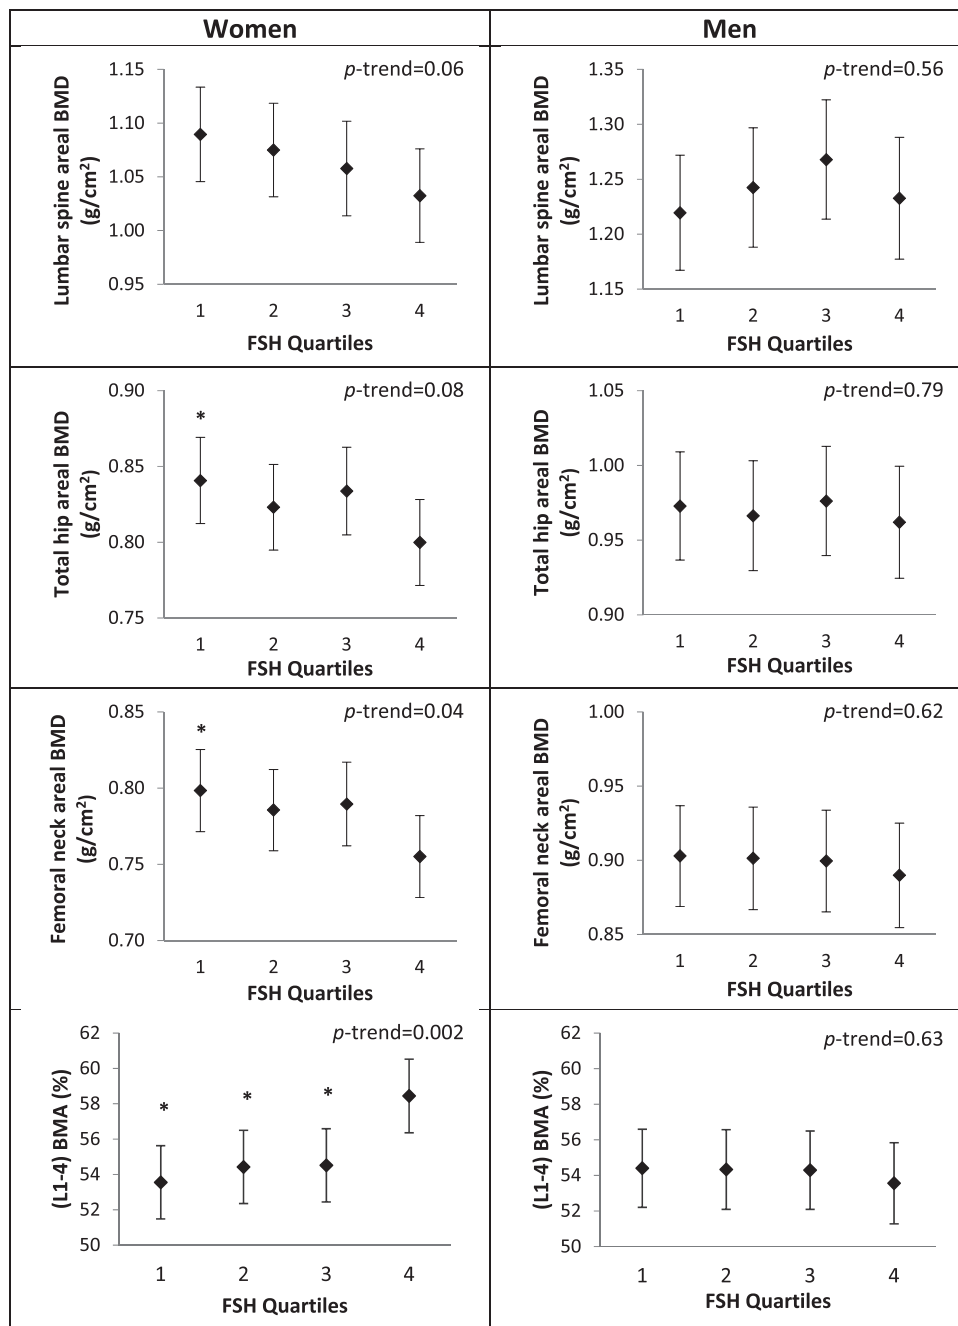 Women
Men
p-trend=0.06
Lumbar spine areal BMD
(g/cm²)
1.15
1.10
1.05
1.00
0.95
1 2 3 4
FSH Quartiles
p-trend=0.56
Lumbar spine areal BMD
(g/cm²)
1.35
1.30
1.25
1.20
1.15
1 2 3 4
FSH Quartiles
p-trend=0.08
Total hip areal BMD
(g/cm²)
0.90
0.85
0.80
0.75
*
1 2 3 4
FSH Quartiles
p-trend=0.79
Total hip areal BMD
(g/cm²)
1.05
1.00
0.95
0.90
1 2 3 4
FSH Quartiles
p-trend=0.04
Femoral neck areal BMD
(g/cm²)
0.85
0.80
0.75
0.70
*
1 2 3 4
FSH Quartiles
p-trend=0.62
Femoral neck areal BMD
(g/cm²)
1.00
0.95
0.90
0.85
1 2 3 4
FSH Quartiles
p-trend=0.002
(L1-4) BMA (%)
62
60
58
56
54
52
50
* * *
1 2 3 4
FSH Quartiles
p-trend=0.63
(L1-4) BMA (%)
62
60
58
56
54
52
50
1 2 3 4
FSH Quartiles